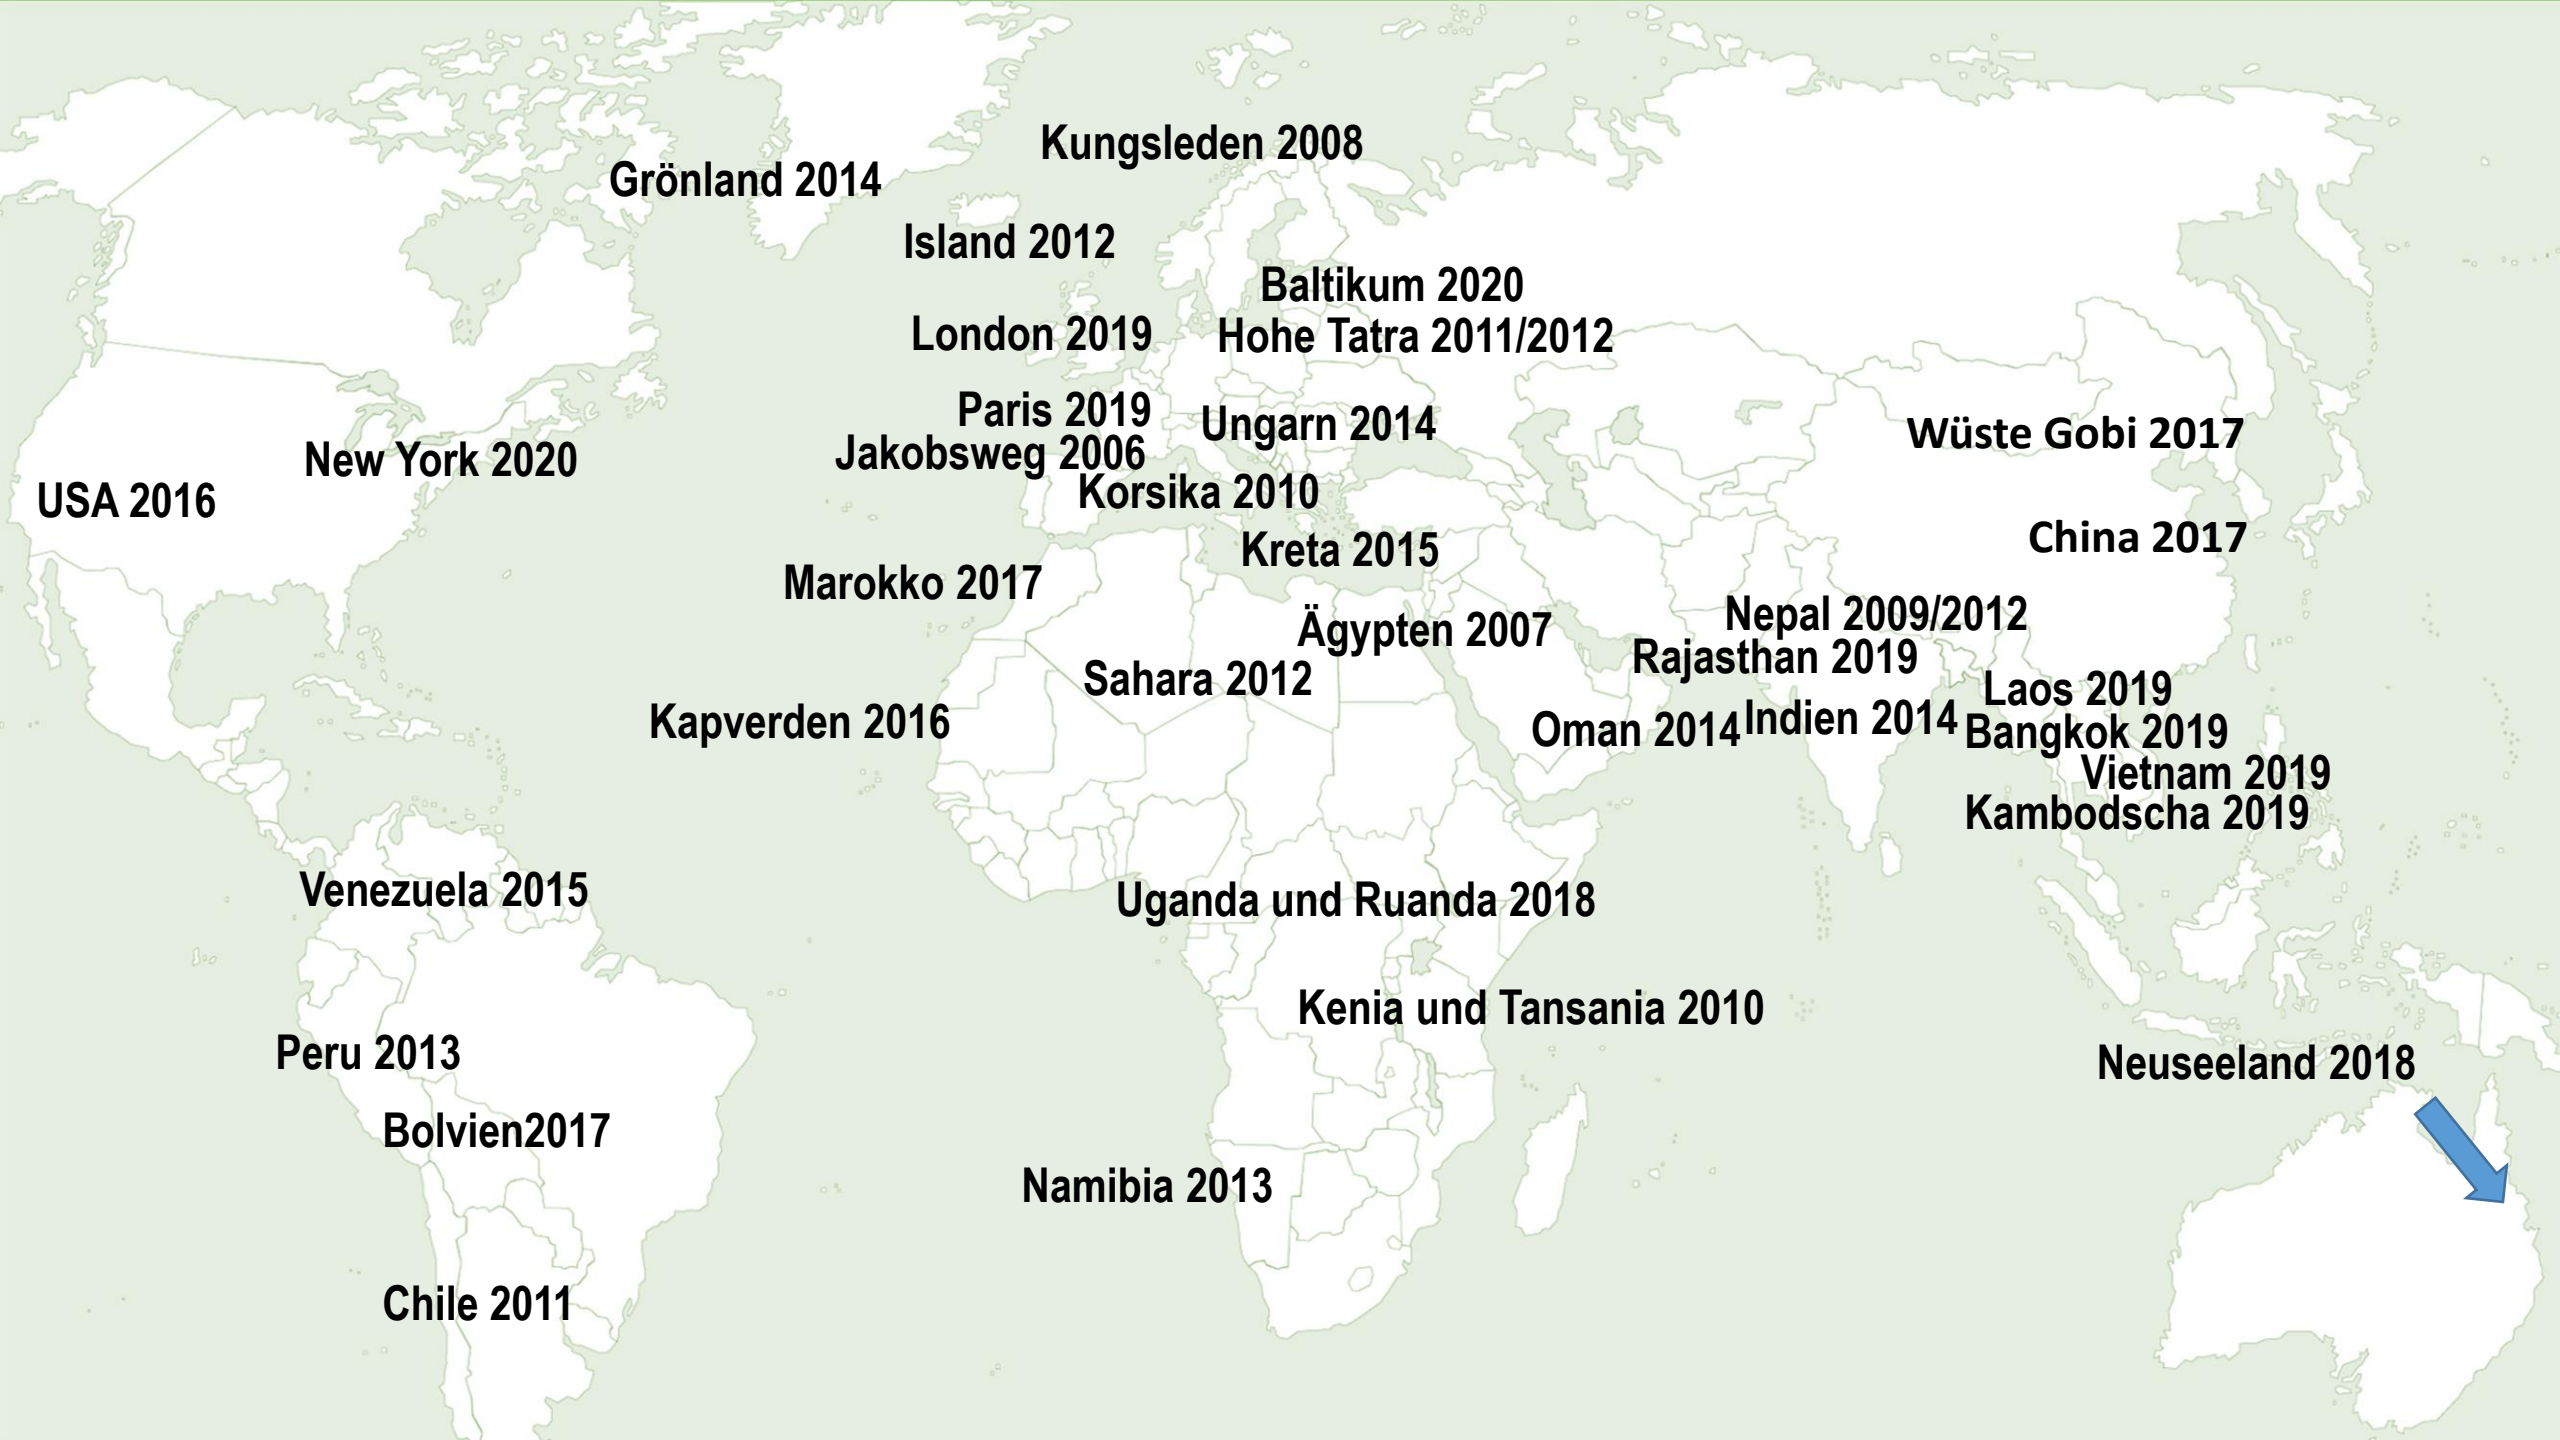 Kungsleden 2008
Grönland 2014
Island 2012
Baltikum 2020
London 2019
Hohe Tatra 2011/2012
Paris 2019
Ungarn 2014
Wüste Gobi 2017
Jakobsweg 2006
New York 2020
USA 2016
Korsika 2010
China 2017
Kreta 2015
Marokko 2017
Nepal 2009/2012
Ägypten 2007
Rajasthan 2019
Sahara 2012
Laos 2019
Kapverden 2016
Oman 2014
Indien 2014
Bangkok 2019
Vietnam 2019
Kambodscha 2019
Venezuela 2015
Uganda und Ruanda 2018
Kenia und Tansania 2010
Peru 2013
Neuseeland 2018
Bolvien2017
Namibia 2013
Chile 2011